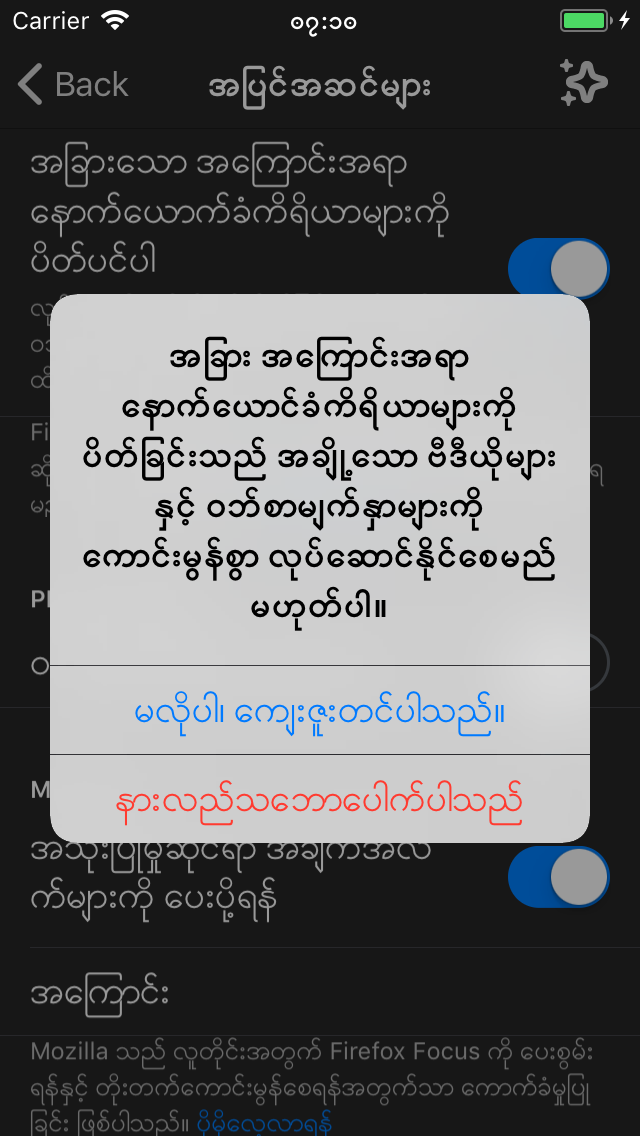 Carrier ၀၇:၁၀
Back အပြင်အဆင်များ
အခြားသော အကြောင်းအရာ
နောက်ယောက်ခံကိရိယာများကို
ပိတ်ပင်ပါ
အခြား အကြောင်းအရာ
နောက်ယောင်ခံကိရိယာများကို
ပိတ်ခြင်းသည် အချို့သော ဗီဒီယိုများ
နှင့် ဝဘ်စာမျက်နှာများကို
ကောင်းမွန်စွာ လုပ်ဆောင်နိုင်စေမည်
မဟုတ်ပါ။
မလိုပါ၊ ကျေးဇူးတင်ပါသည်။
နားလည်သဘောပေါက်ပါသည်
အသုံးပြုမှုဆိုင်ရာ အချက်အလ
က်များကို ပေးပို့ရန်
အကြောင်း
Mozilla သည် လူတိုင်းအတွက် Firefox Focus ကို ပေးစွမ်း
ရန်နှင့် တိုးတက်ကောင်းမွန်စေရန်အတွက်သာ ကောက်ခံမှုပြု
ခြင်း ဖြစ်ပါသည်။ ပိုမိုလေ့လာရန်